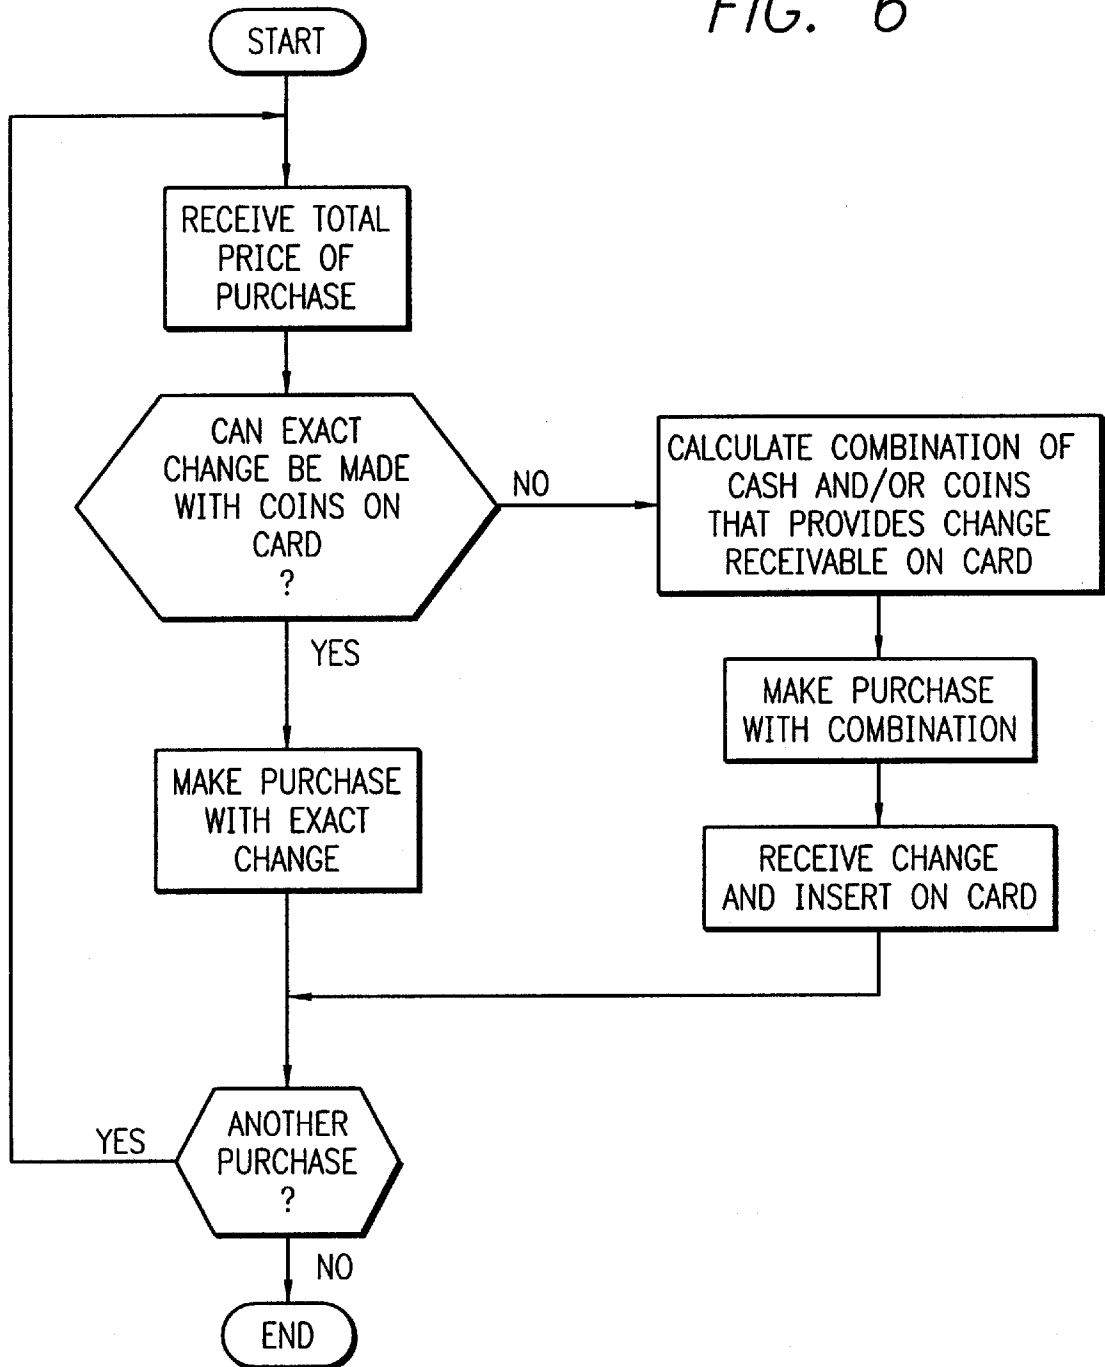 FIG. 6
START
RECEIVE TOTAL
PRICE OF
PURCHASE
CAN EXACT
CHANGE BE MADE
WITH COINS ON
CARD
?
NO
CALCULATE COMBINATION OF
CASH AND/OR COINS
THAT PROVIDES CHANGE
RECEIVABLE ON CARD
YES
MAKE PURCHASE
WITH COMBINATION
MAKE PURCHASE
WITH EXACT
CHANGE
RECEIVE CHANGE
AND INSERT ON CARD
YES
ANOTHER
PURCHASE
?
NO
END